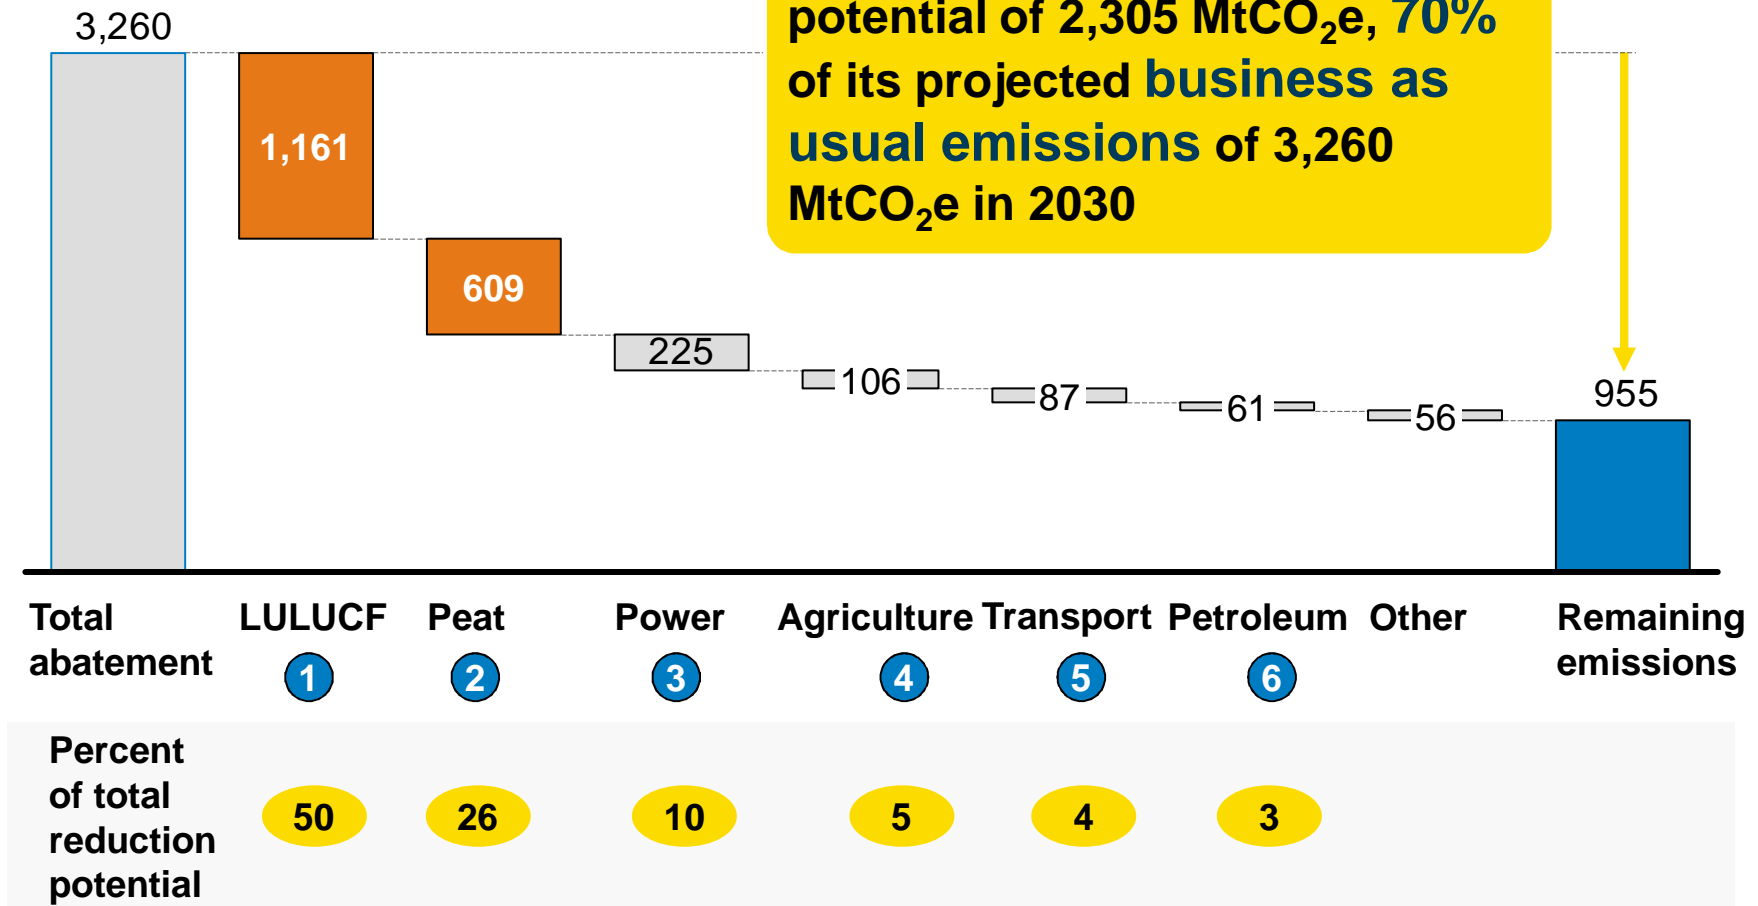 3,260
potential of 2,305 MtCO₂e, 70%
of its projected business as
usual emissions of 3,260
MtCO₂e in 2030
1,161
609
225
106
87
61
56
955
Total
abatement
LULUCF
Peat
Power
Agriculture
Transport
Petroleum
Other
Remaining
emissions
1
2
3
4
5
6
Percent
of total
reduction
potential
50
26
10
5
4
3